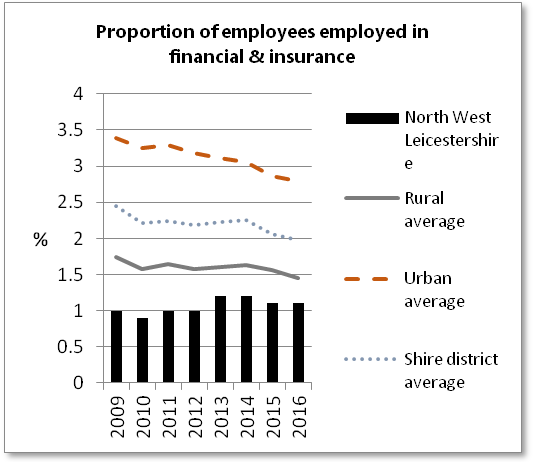 Proportion of employees employed in
financial & insurance
4
3.5
3
2.5
2
1.5
1
0.5
0
%
2009
2010
2011
2012
2013
2014
2015
2016
North West
Leicestershir
e
Rural
average
Urban
average
Shire district
average